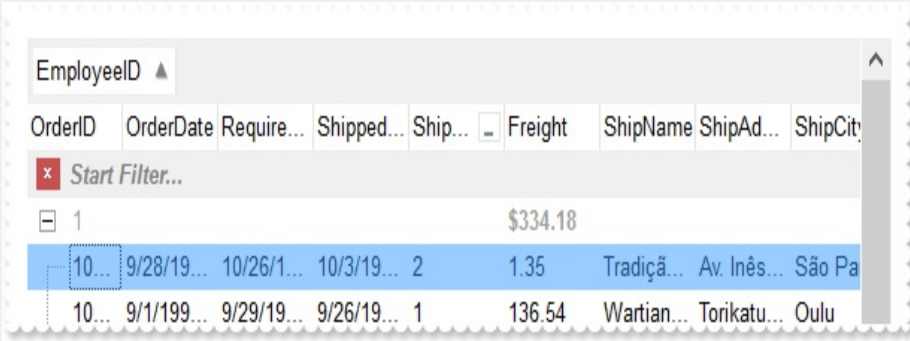 EmployeeID
OrderID OrderDate Require... Shipped... Ship... Freight ShipName ShipAd... ShipCity
x Start Filter...
1 $334.18
10... 9/28/19... 10/26/1... 10/3/19... 2 1.35 Tradiçã... Av. Inês... São Pa
10... 9/1/199... 9/29/19... 9/26/19... 1 136.54 Wartian... Torikatu... Oulu